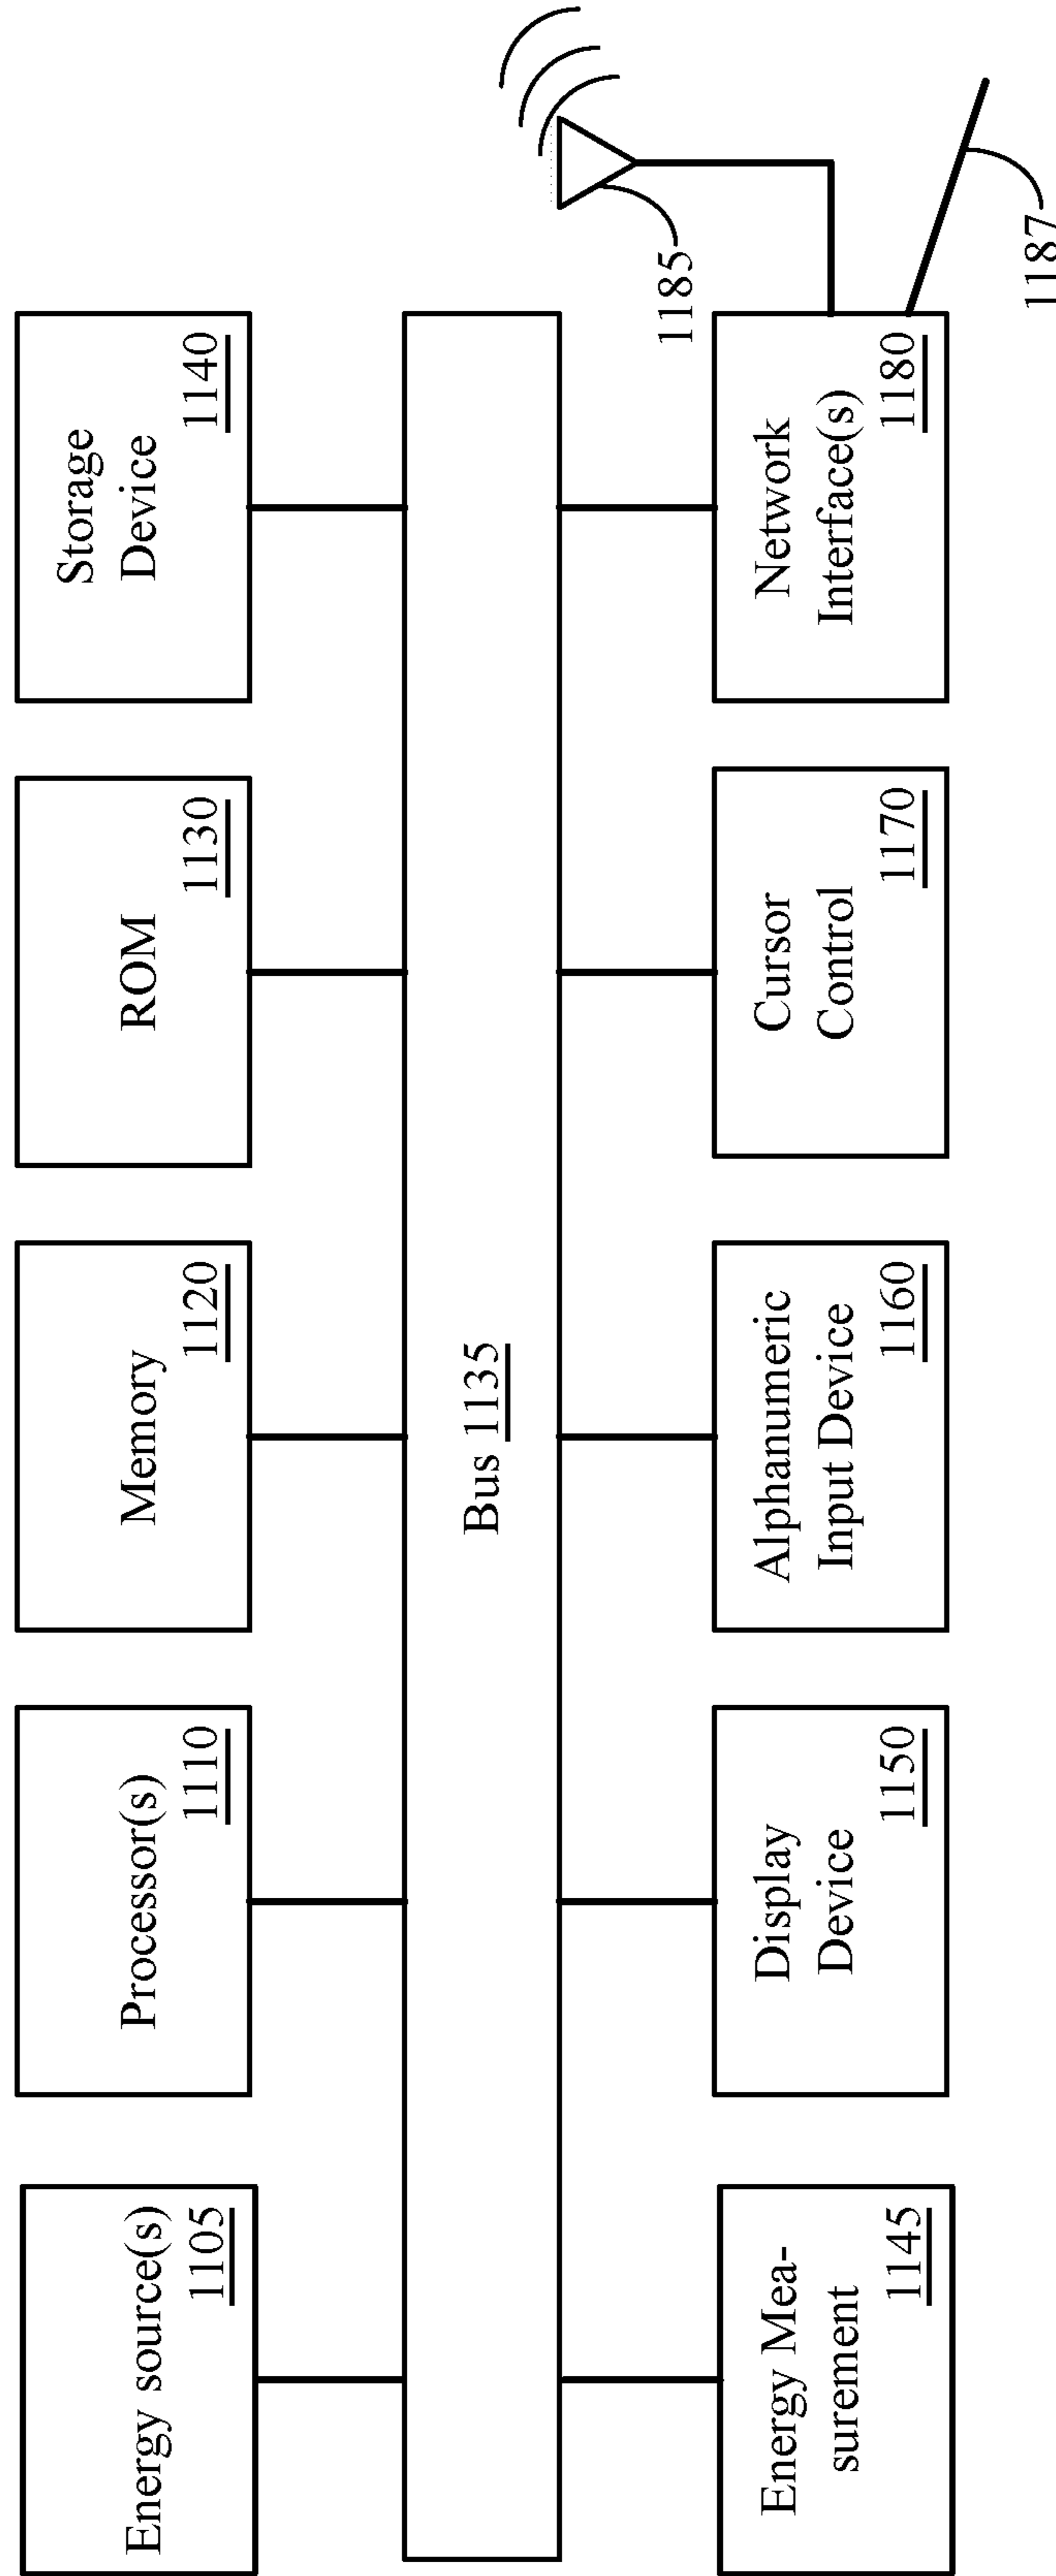 Energy source(s)
1105
Processor(s)
1110
Memory
1120
ROM
1130
Storage
Device
1140
Bus 1135
1185
Energy Mea-
surement
1145
Display
Device
1150
Alphanumeric
Input Device
1160
Cursor
Control
1170
Network
Interface(s)
1180
1187